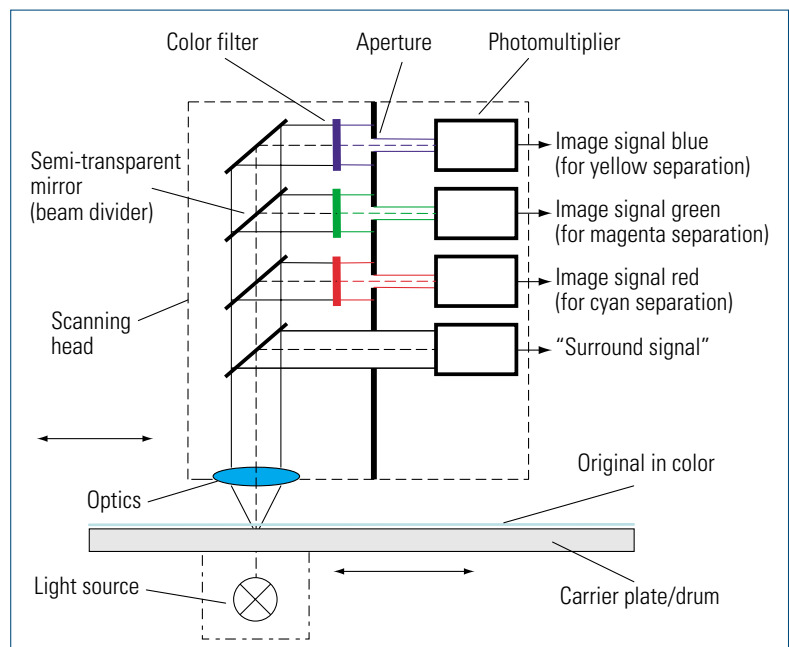 Color filter
Aperture
Photomultiplier
Semi-transparent
mirror
(beam divider)
Image signal blue
(for yellow separation)
Image signal green
(for magenta separation)
Image signal red
(for cyan separation)
Scanning
head
“Surround signal”
Optics
Original in color
Light source
Carrier plate/drum